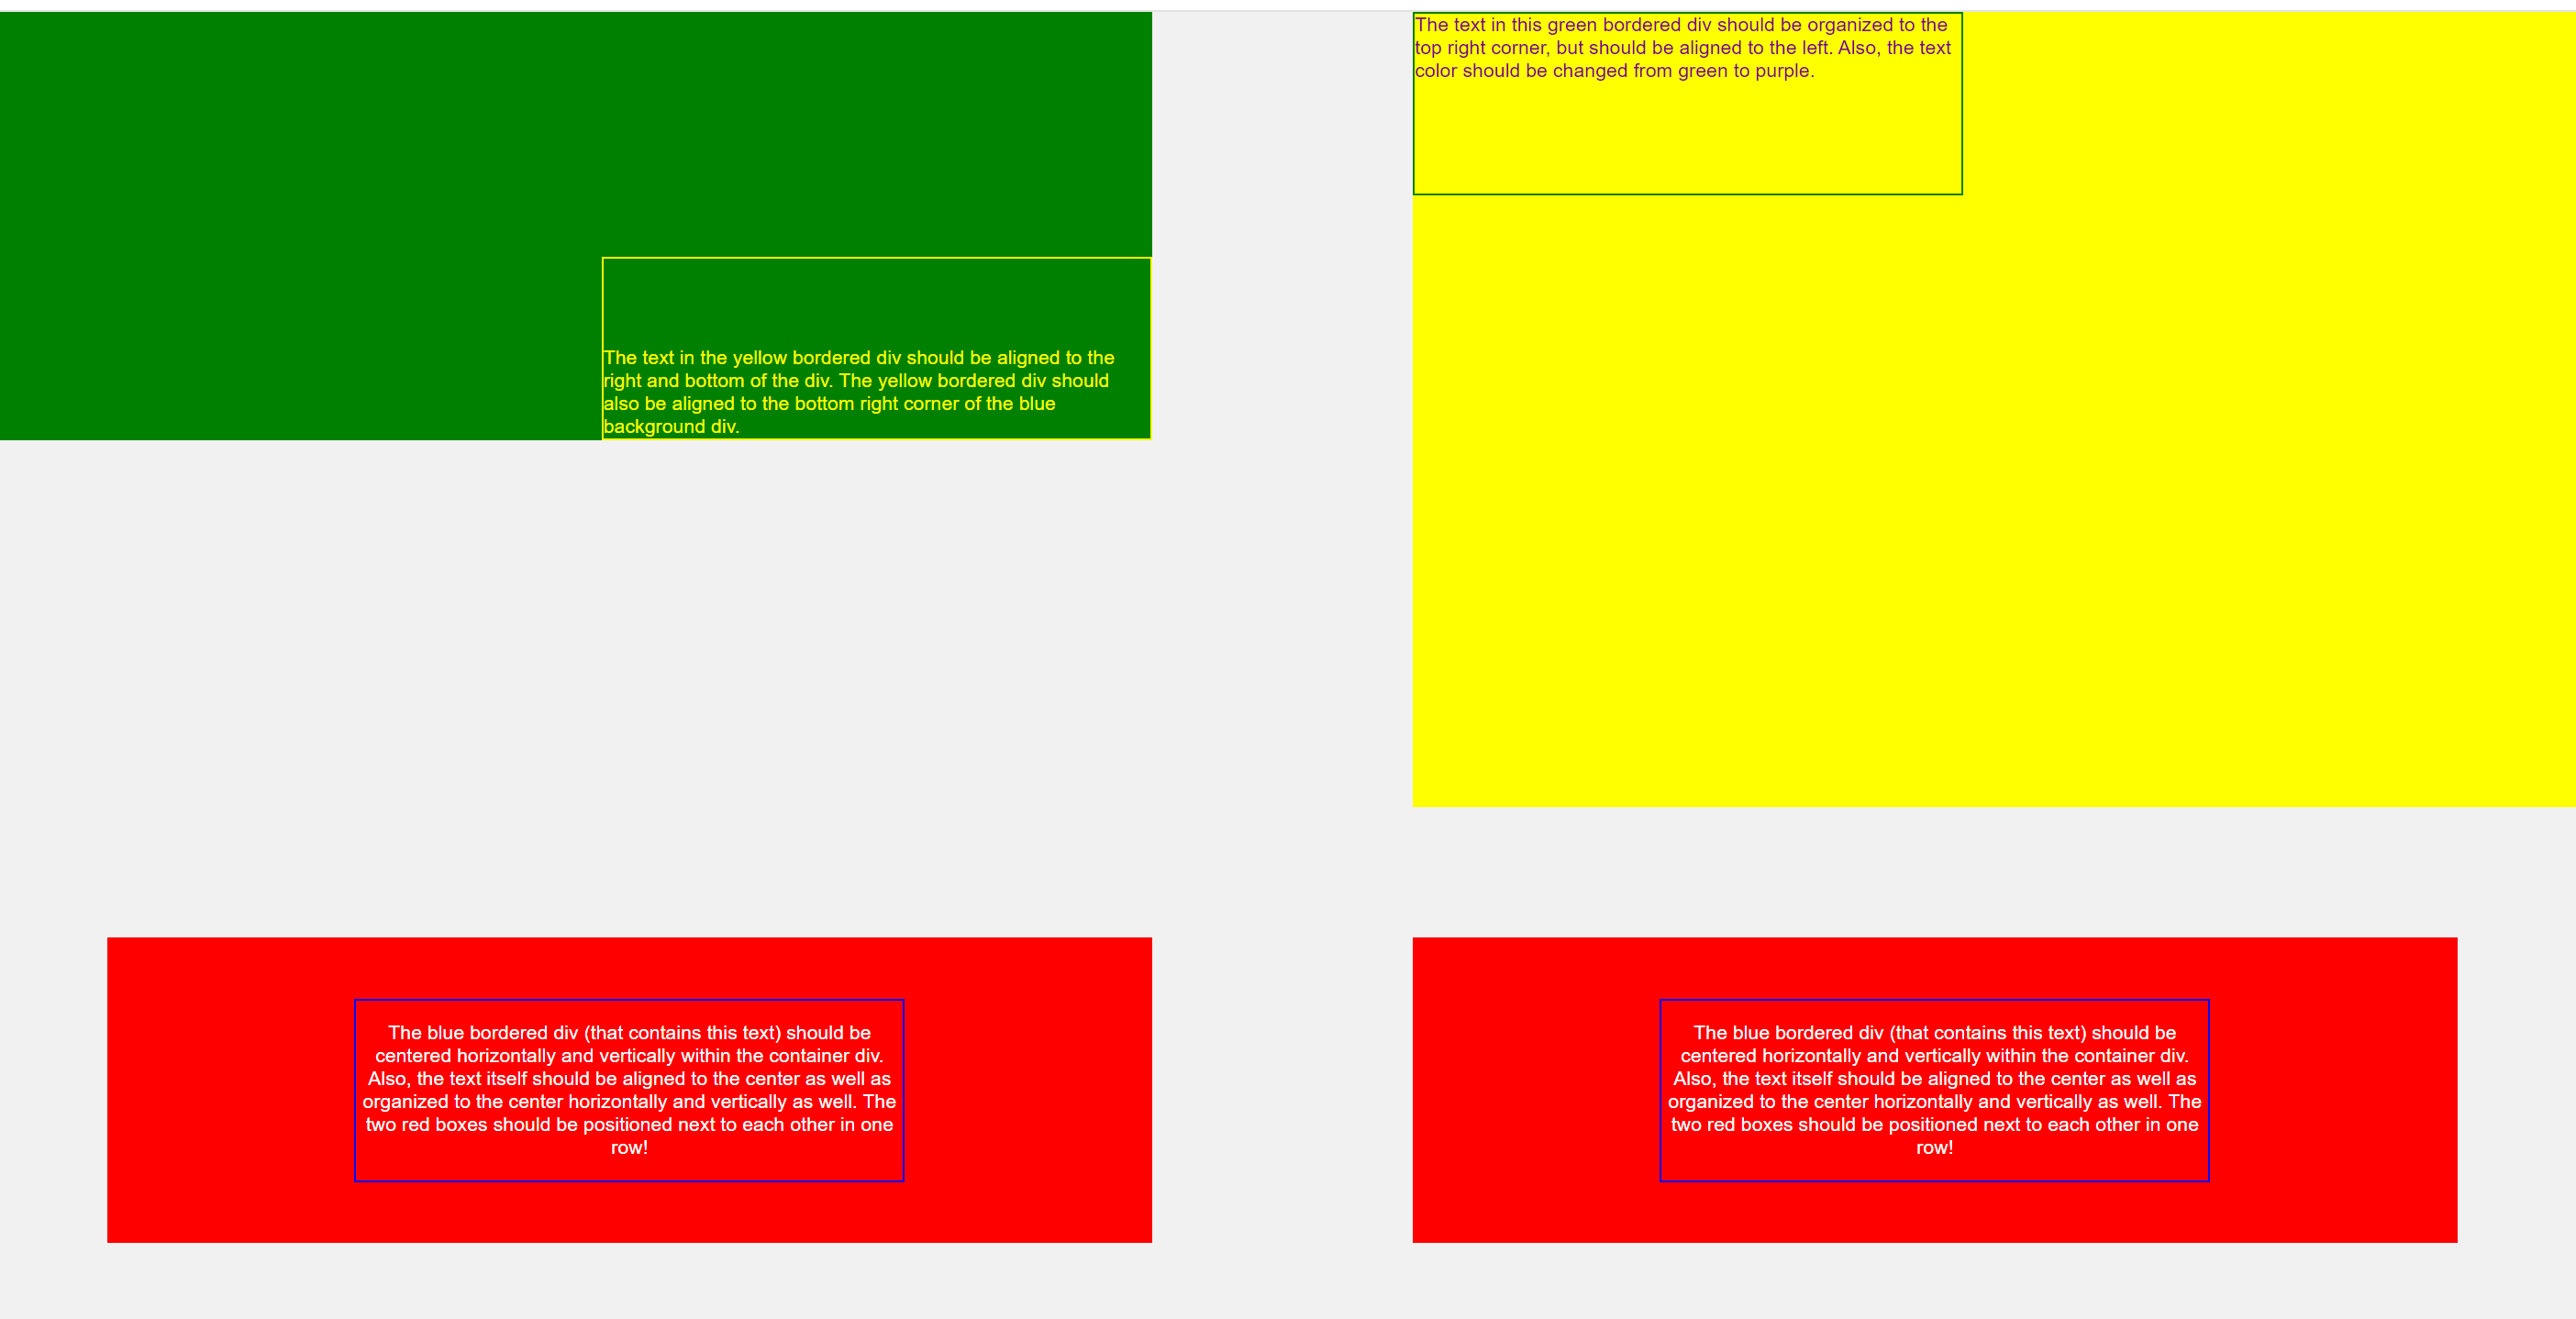 The text in this green bordered div should be organized to the
top right corner, but should be aligned to the left. Also, the text
color should be changed from green to purple.
The text in the yellow bordered div should be aligned to the
right and bottom of the div. The yellow bordered div should
also be aligned to the bottom right corner of the blue
background div.
The blue bordered div (that contains this text) should be
centered horizontally and vertically within the container div.
Also, the text itself should be aligned to the center as well as
organized to the center horizontally and vertically as well. The
two red boxes should be positioned next to each other in one
row!
The blue bordered div (that contains this text) should be
centered horizontally and vertically within the container div.
Also, the text itself should be aligned to the center as well as
organized to the center horizontally and vertically as well. The
two red boxes should be positioned next to each other in one
row!